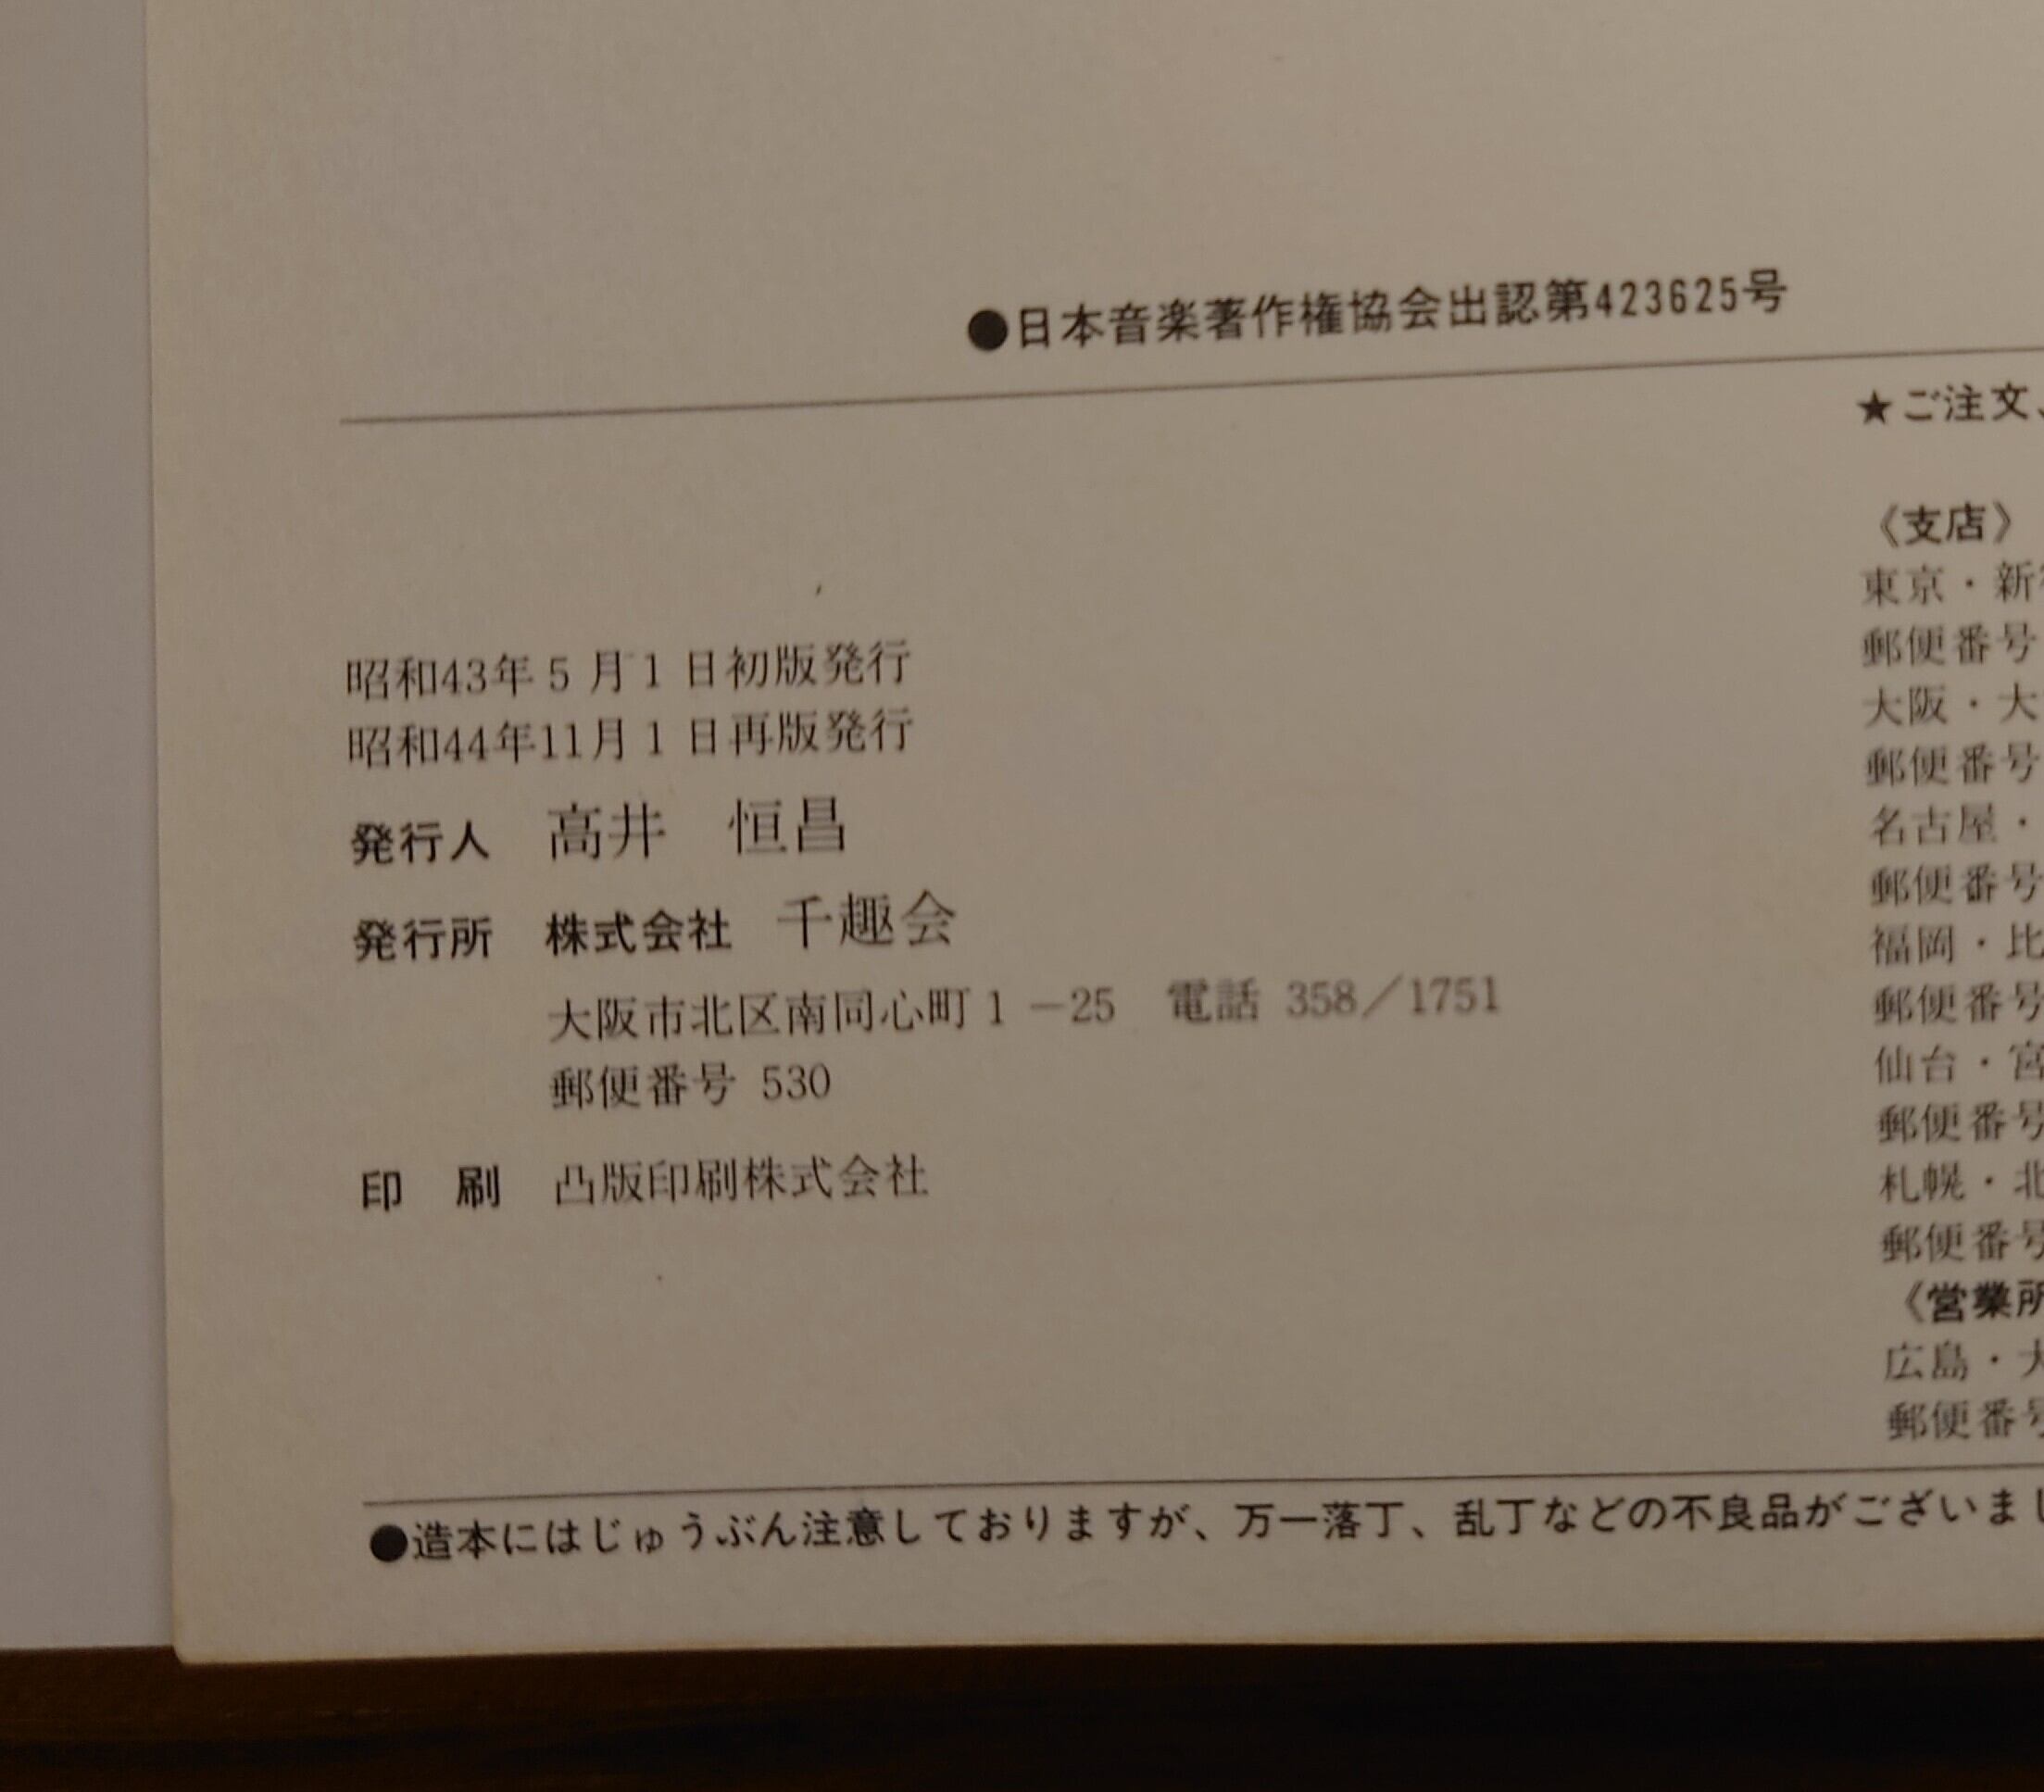 ●日本音楽著作権協会出認第423625号
昭和43年5月1日初版発行
昭和44年11月1日再版発行
発行人　高井　恒昌
発行所　株式会社　千趣会
大阪市北区南同心町1－25　電話 358／1751
郵便番号 530
印　刷　凸版印刷株式会社
★ご注文、
《支店》
東京・新
郵便番号
大阪・大
郵便番号
名古屋・
郵便番号
福岡・比
郵便番号
仙台・宮
郵便番号
札幌・北
郵便番号
《営業所
広島・大
郵便番号
●造本にはじゅうぶん注意しておりますが、万一落丁、乱丁などの不良品がございまし